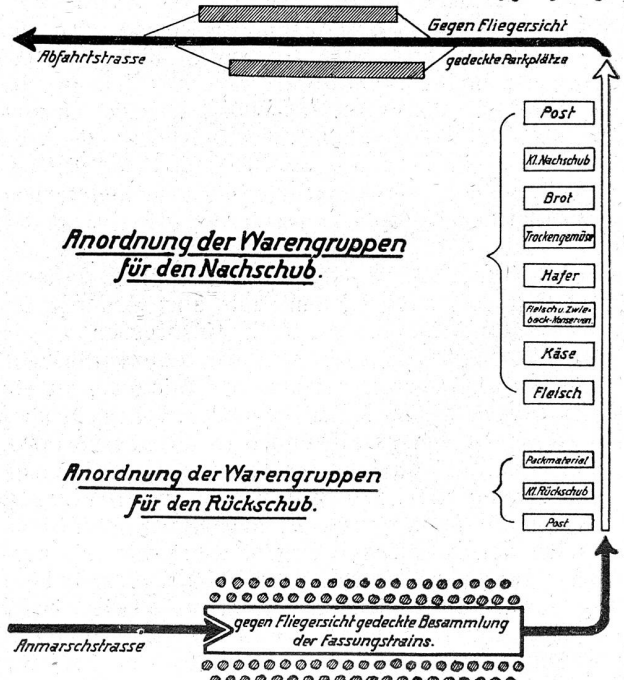 Gegen Fliegersicht
Abfahrtstrasse
gedeckte Parkplätze
Post
Kl. Nachschub
Brot
Trockengemüse
Anordnung der Warengruppen
für den Nachschub.
Hafer
Fleisch u. Zwie-
back-Konserven
Käse
Fleisch
Anordnung der Warengruppen
für den Rückschub.
Packmaterial
Kl. Rückschub
Post
gegen Fliegersicht gedeckte Besammlung
der Fassungstrains.
Anmarschstrasse